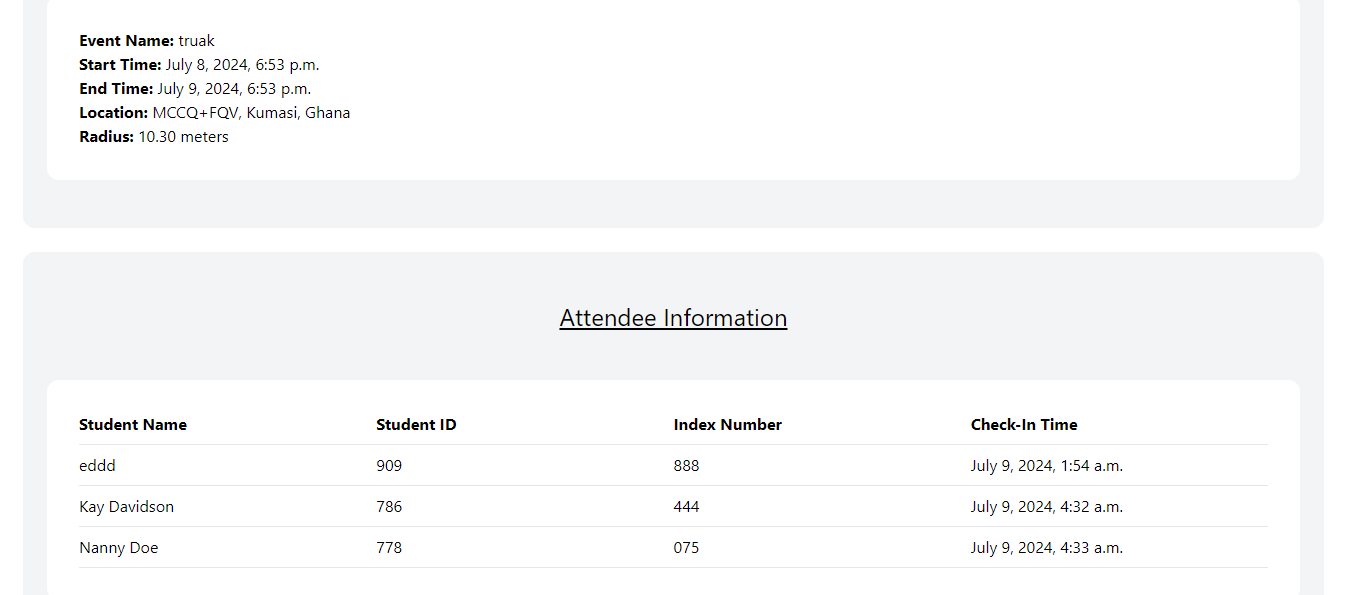 Event Name: truak
Start Time: July 8, 2024, 6:53 p.m.
End Time: July 9, 2024, 6:53 p.m.
Location: MCCQ+FQV, Kumasi, Ghana
Radius: 10.30 meters
Attendee Information
Student Name Student ID Index Number Check-In Time
eddd 909 888 July 9, 2024, 1:54 a.m.
Kay Davidson 786 444 July 9, 2024, 4:32 a.m.
Nanny Doe 778 075 July 9, 2024, 4:33 a.m.